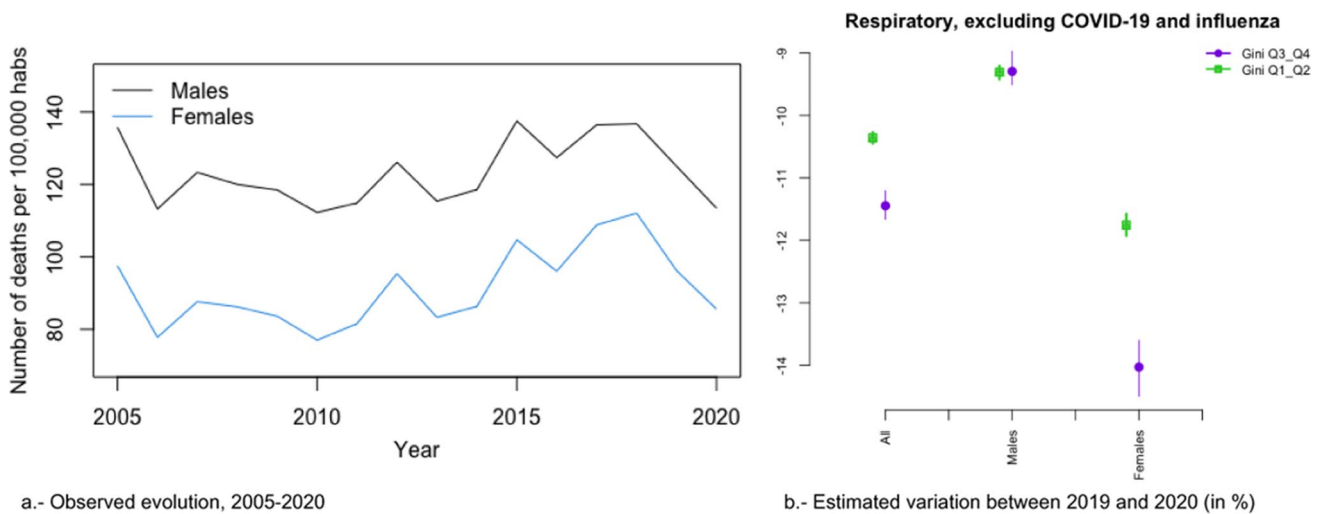 Number of deaths per 100,000 habs
140
120
100
80
Males
Females
2005
2010
2015
2020
Year
a.- Observed evolution, 2005-2020
Respiratory, excluding COVID-19 and influenza
-9
-10
-11
-12
-13
-14
Gini Q3_Q4
Gini Q1_Q2
All
Males
Females
b.- Estimated variation between 2019 and 2020 (in %)